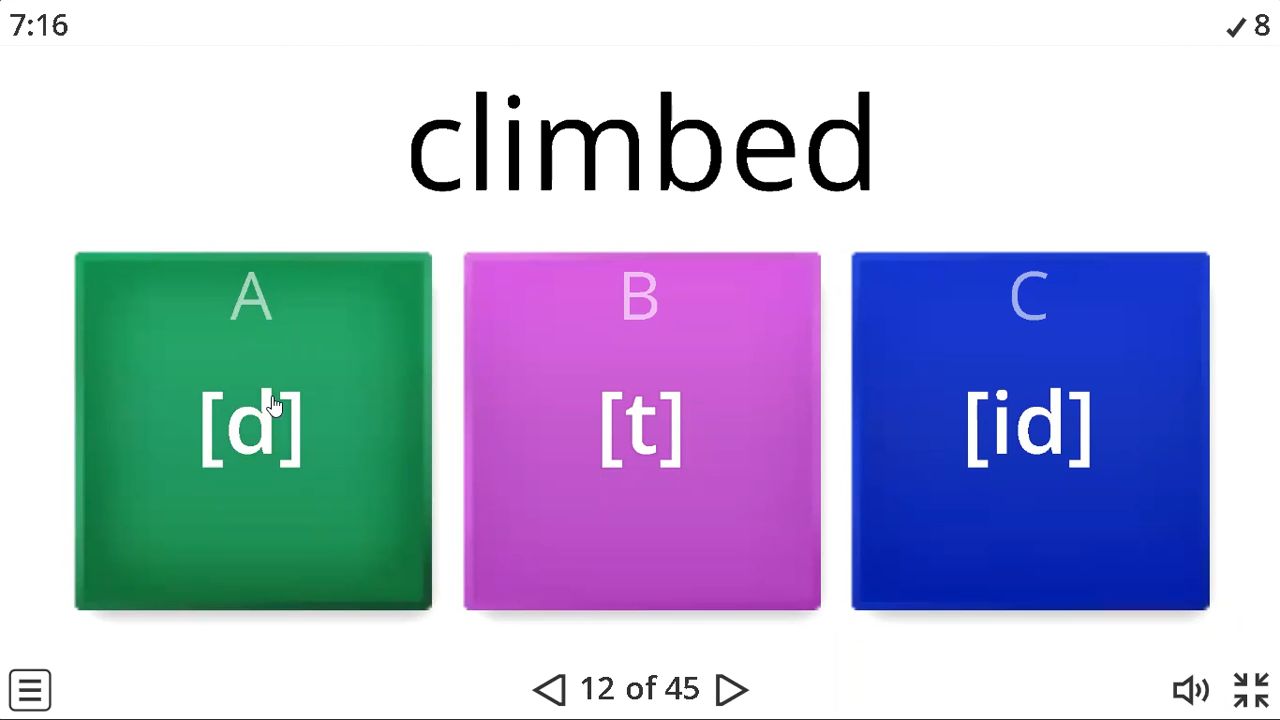 7:16 ✓ 8
climbed
A B C
[d] [t] [id]
12 of 45